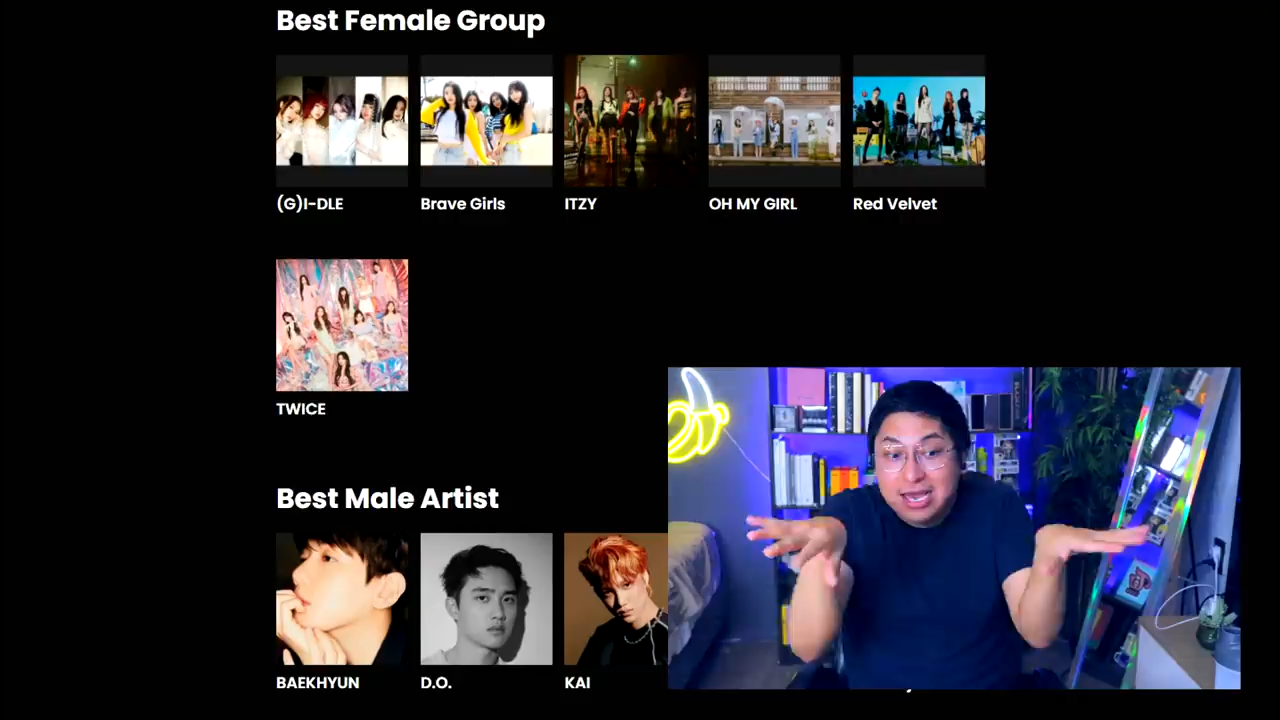 Best Female Group
(G)I-DLE
Brave Girls
ITZY
OH MY GIRL
Red Velvet
TWICE
Best Male Artist
BAEKHYUN
D.O.
KAI